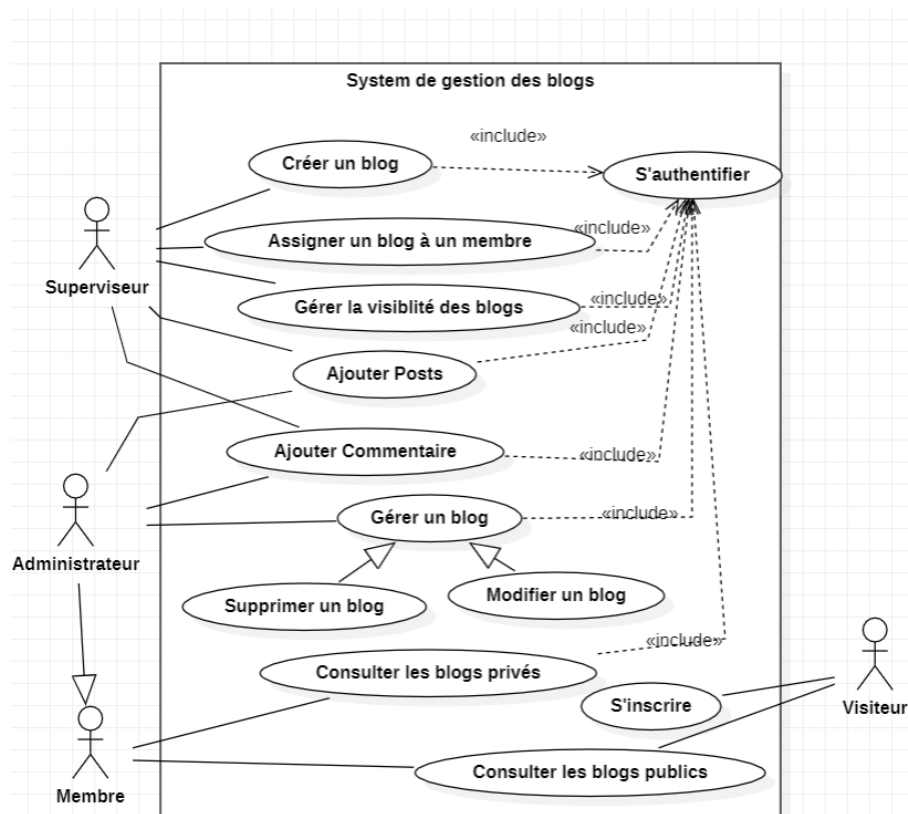 System de gestion des blogs
«include»
Créer un blog
S'authentifier
«include»
Assigner un blog à un membre
Superviseur
«include»
Gérer la visiblité des blogs
«include»
Ajouter Posts
Ajouter Commentaire
«include»
«include»
Gérer un blog
Administrateur
Supprimer un blog
Modifier un blog
«include»
Consulter les blogs privés
S'inscrire
Visiteur
Consulter les blogs publics
Membre